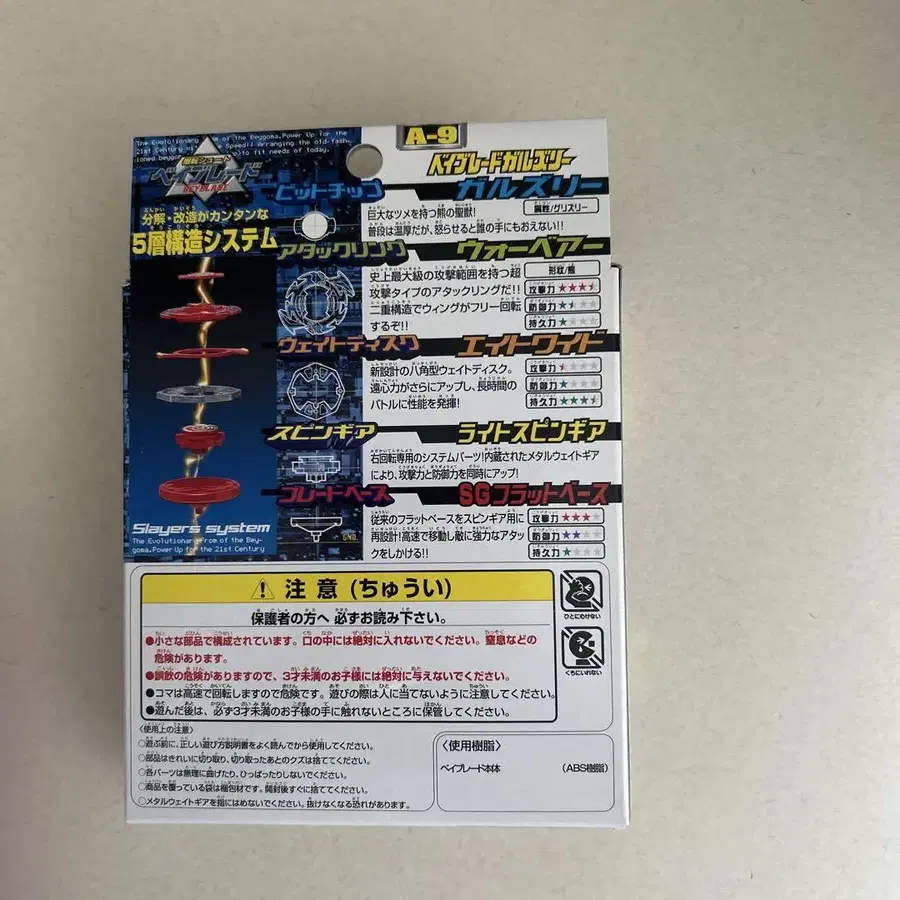 A-9
The Evolutionary From of the Beygoma.Power Up for the
21st Century
Speed!! Arranging the old-fash-
ioned
to fit needs of today.
爆転シュート
ベイブレード
BEYBLADE
分解・改造がカンタンな
5層構造システム
Slayers system
The Evolutionary From of the Bey-
goma.Power Up for the 21st Century
ベイブレードガルズリー
ビットチップ
ガルズリー
巨大なツメを持つ熊の聖獣!
普段は温厚だが、怒らせると誰の手にもおえない!!
属性/グリズリー
アタックリング
ウォーベアー
史上最大級の攻撃範囲を持つ超
攻撃タイプのアタックリングだ!!
二重構造でウィングがフリー回転
するぞ!!
形状/熊
攻撃力
防御力
持久力
ウェイトディスク
エイトワイド
新設計の八角型ウェイトディスク。
遠心力がさらにアップし、長時間の
バトルに性能を発揮!
攻撃力
防御力
持久力
スピンギア
ライトスピンギア
右回転専用のシステムパーツ!内蔵されたメタルウェイトギア
により、攻撃力と防御力を同時にアップ!
ブレードベース
SGフラットベース
従来のフラットベースをスピンギア用に
再設計!高速で移動し敵に強力なアタッ
クをしかける!!
攻撃力
防御力
持久力
GND.
注意(ちゅうい)
保護者の方へ 必ずお読み下さい。
●小さな部品で構成されています。口の中には絶対に入れないでください。窒息などの
危険があります。
●誤飲の危険がありますので、3才未満のお子様には絶対に与えないでください。
●コマは高速で回転しますので危険です。遊びの際は人に当てないように注意してください。
●遊んだ後は、必ず3才未満のお子様の手に触れないところに保管してください。
ひとにむけない
くちにいれない
〈使用上の注意〉
○遊ぶ前に、正しい遊び方説明書をよく読んでから使用してください。
○部品はきれいに切り取り、切り取ったあとのクズは捨ててください。
○各パーツは無理に曲げたり、ひっぱったりしないでください。
○商品を覆っている袋は梱包材です。開封後すぐに捨ててください。
○メタルウェイトギアを指にはめないでください。抜けなくなる恐れがあります。
〈使用樹脂〉
ベイブレード本体 (ABS樹脂)